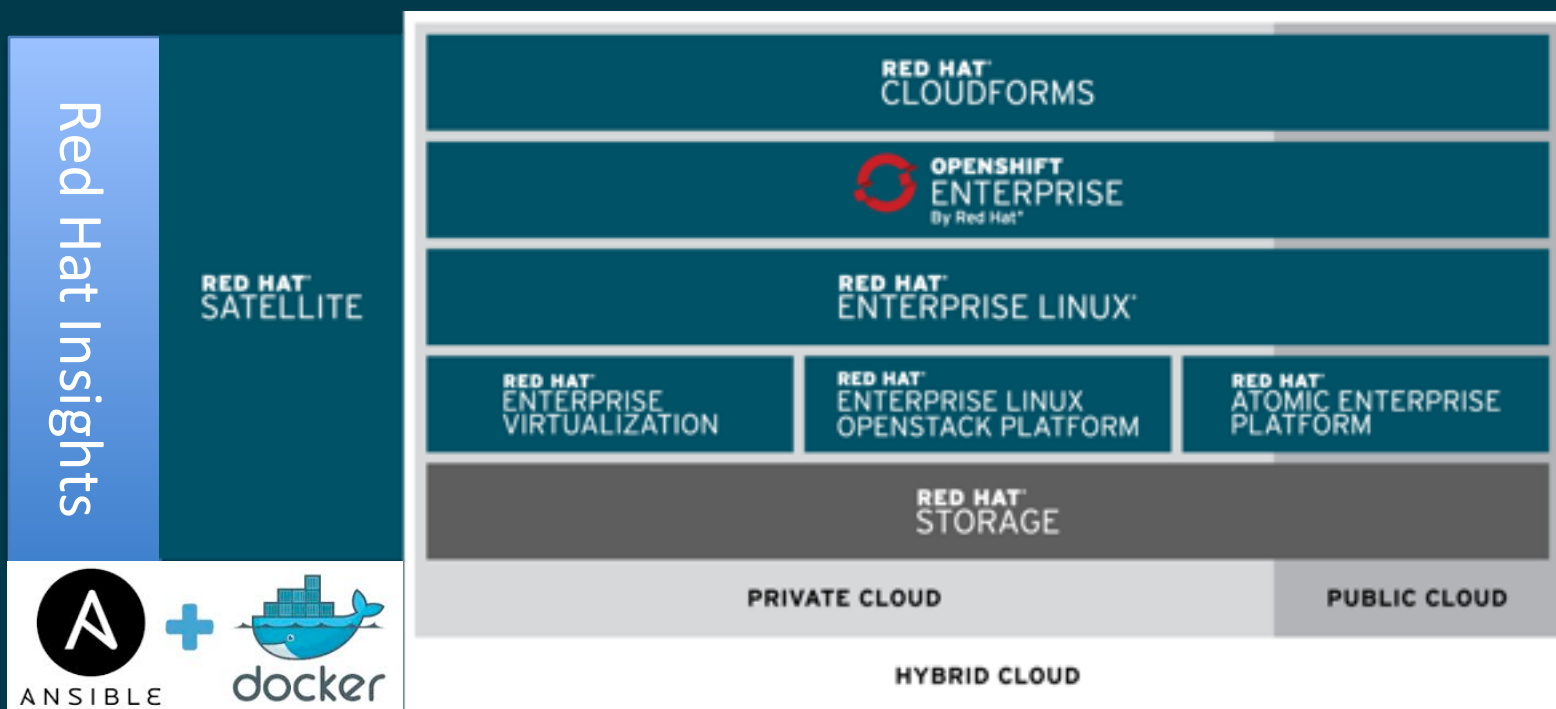 Red Hat Insights
RED HAT
SATELLITE
RED HAT
CLOUDFORMS
OPENSHIFT
ENTERPRISE
By Red Hat®
RED HAT
ENTERPRISE LINUX
RED HAT
ENTERPRISE
VIRTUALIZATION
RED HAT
ENTERPRISE LINUX
OPENSTACK PLATFORM
RED HAT
ATOMIC ENTERPRISE
PLATFORM
RED HAT
STORAGE
PRIVATE CLOUD
PUBLIC CLOUD
HYBRID CLOUD
A
ANSIBLE
+
docker